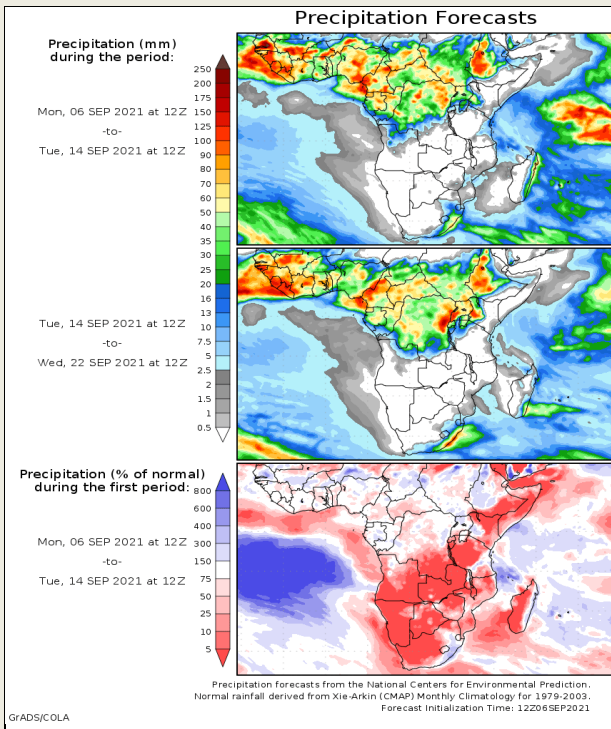 Precipitation Forecasts
Precipitation (mm)
during the period:
Mon, 06 SEP 2021 at 12Z
-to-
Tue, 14 SEP 2021 at 12Z
250
200
175
150
125
100
90
80
70
60
50
40
35
30
25
20
16
13
10
7.5
5
2.5
2
1.5
1
0.5
Tue, 14 SEP 2021 at 12Z
-to-
Wed, 22 SEP 2021 at 12Z
Precipitation (% of normal)
during the first period:
Mon, 06 SEP 2021 at 12Z
-to-
Tue, 14 SEP 2021 at 12Z
800
600
400
150
75
50
25
10
5
Precipitation forecasts from the National Centers for Environmental Prediction.
Normal rainfall derived from Xie-Arkin (CMAP) Monthly Climatology for 1979-2003.
Forecast Initialization Time: 12Z06SEP2021
GrADS/COLA